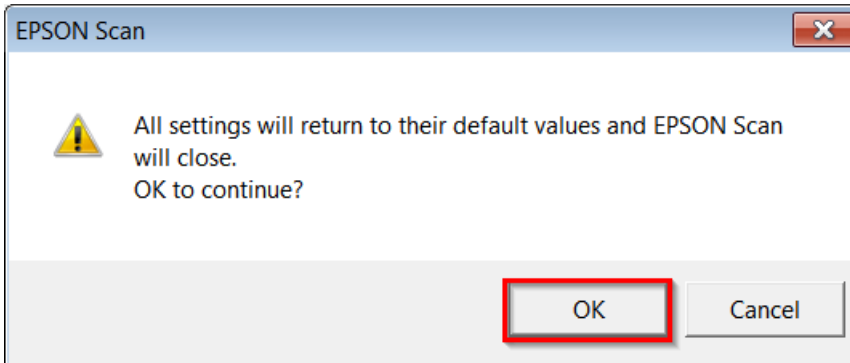 EPSON Scan
All settings will return to their default values and EPSON Scan
will close.
OK to continue?
OK
Cancel